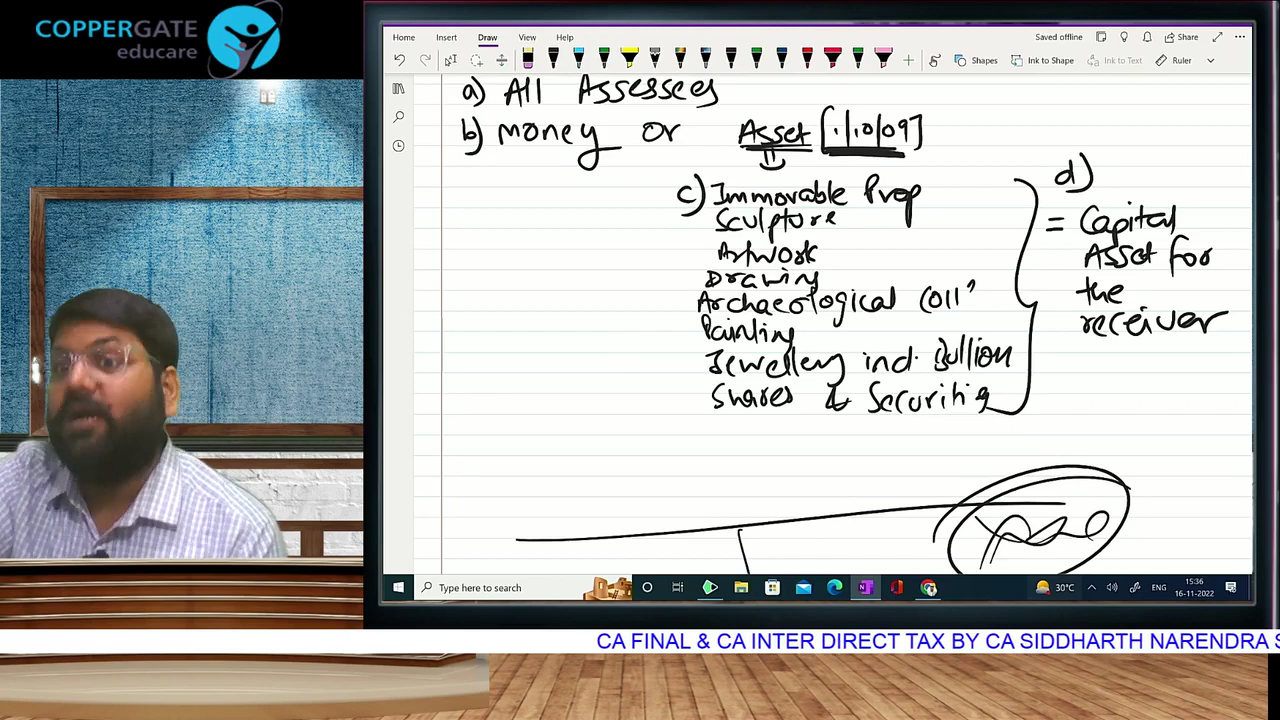 COPPERGATE
educare
Home Insert Draw View Help
Saved offline
Share
Shapes
Ink to Shape
Ink to Text
Ruler
a) All Assessees
b) money or Asset [1/10/09]
c) Immovable Prop
Sculpture
Artwork
Drawing
Archaeological coll'
Painting
Jewellery incl. Bullion
Shares & Securities
d)
= Capital
Asset for
the
receiver
Type here to search
30°C
ENG
15:36
16-11-2022
CA FINAL & CA INTER DIRECT TAX BY CA SIDDHARTH NARENDRA S